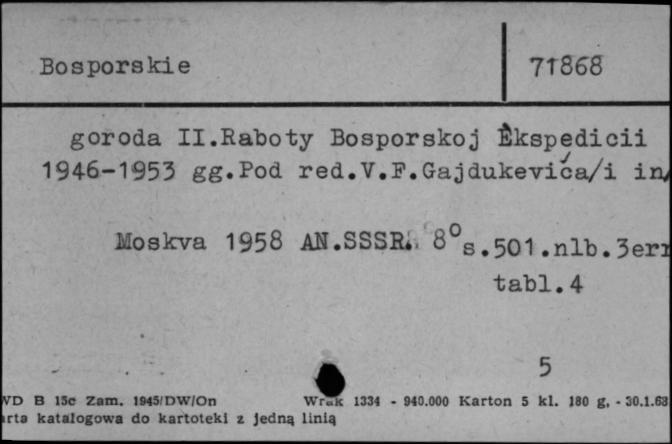 Bosporskie 71868
goroda II.Raboty Bosporskoj Èkspedicii
1946-1953 gg.Pod red.V.F.Gajdukevića/i in/
Moskva 1958 AN.SSSR. 8° s.501.nlb.3err
tabl.4
5
WD B 15c Zam. 1945/DW/On Wrak 1334 - 940.000 Karton 5 kl. 180 g. - 30.1.68
arta katalogowa do kartoteki z jedną linią